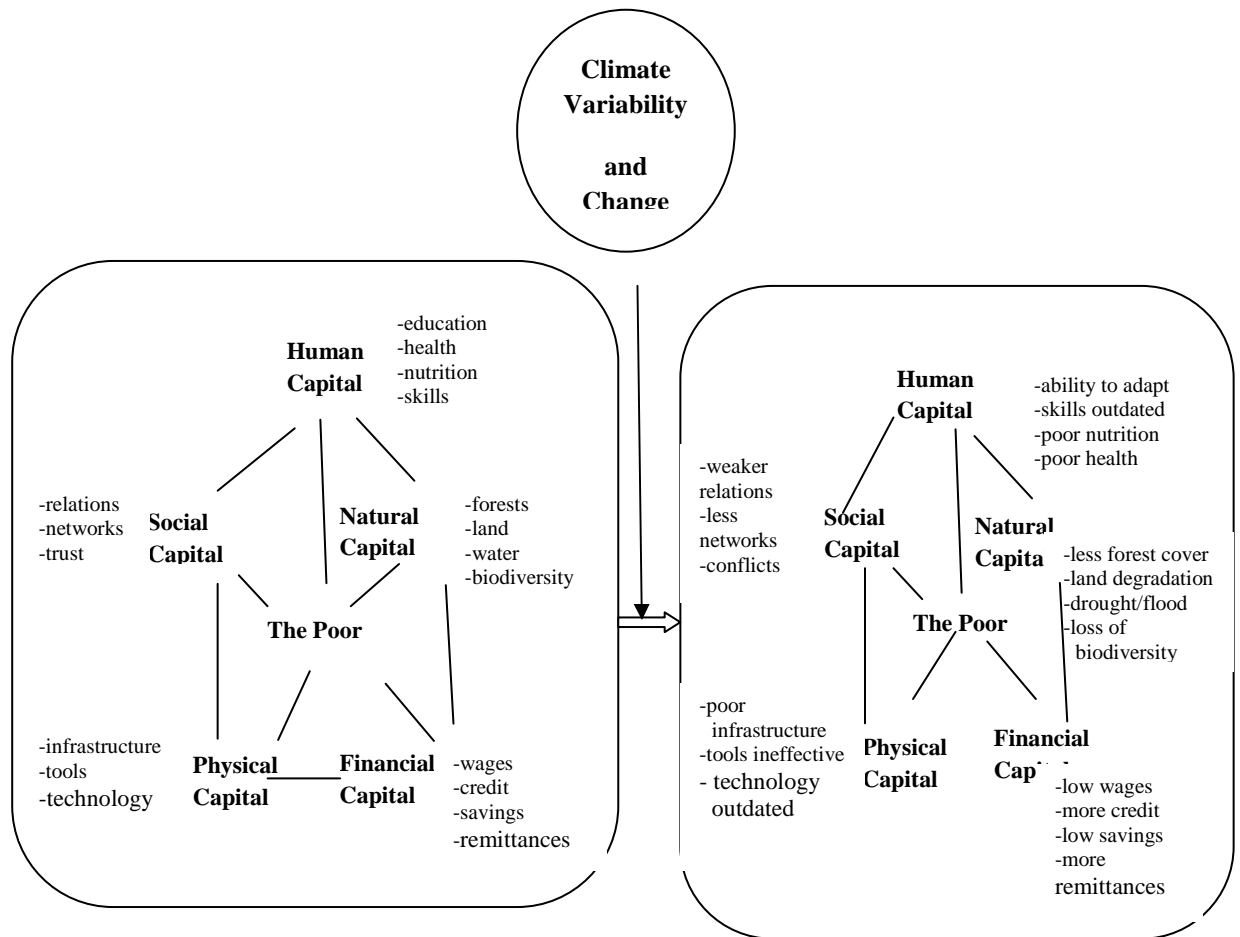 Climate
Variability
and
Change
Human
Capital
-education
-health
-nutrition
-skills
-relations
-networks
-trust
Social
Capital
Natural
Capital
-forests
-land
-water
-biodiversity
The Poor
-infrastructure
-tools
-technology
Physical
Capital
Financial
Capital
-wages
-credit
-savings
-remittances
Human
Capital
-ability to adapt
-skills outdated
-poor nutrition
-poor health
-weaker
relations
-less
networks
-conflicts
Social
Capital
Natural
Capita
-less forest cover
-land degradation
-drought/flood
-loss of
biodiversity
The Poor
-poor
infrastructure
-tools ineffective
- technology
outdated
Physical
Capital
Financial
Capital
-low wages
-more credit
-low savings
-more
remittances